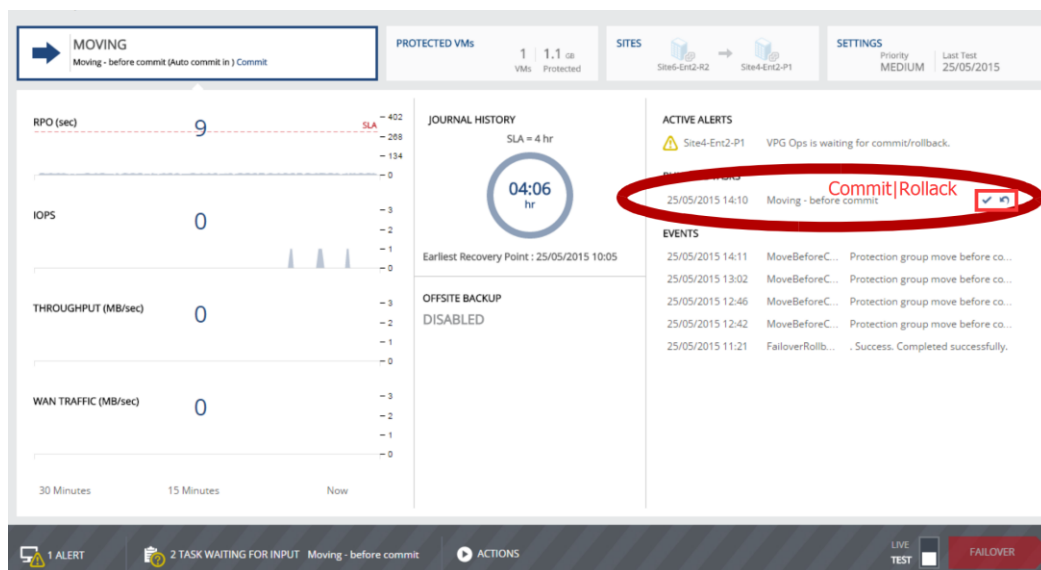 MOVING
Moving - before commit (Auto commit in ) Commit
PROTECTED VMs
1 1.1 GB
VMs Protected
SITES
Site6-Ent2-R2 Site4-Ent2-P1
SETTINGS
Priority Last Test
MEDIUM 25/05/2015
RPO (sec)
9
SLA
402
268
134
0
IOPS
0
3
2
1
0
THROUGHPUT (MB/sec)
0
3
2
1
0
WAN TRAFFIC (MB/sec)
0
3
2
1
0
30 Minutes 15 Minutes Now
JOURNAL HISTORY
SLA = 4 hr
04:06
hr
Earliest Recovery Point : 25/05/2015 10:05
OFFSITE BACKUP
DISABLED
ACTIVE ALERTS
Site4-Ent2-P1 VPG Ops is waiting for commit/rollback.
Commit|Rollack
25/05/2015 14:10 Moving - before commit
EVENTS
25/05/2015 14:11 MoveBeforeC... Protection group move before co...
25/05/2015 13:02 MoveBeforeC... Protection group move before co...
25/05/2015 12:46 MoveBeforeC... Protection group move before co...
25/05/2015 12:42 MoveBeforeC... Protection group move before co...
25/05/2015 11:21 FailoverRollb... . Success. Completed successfully.
1 ALERT
2 TASK WAITING FOR INPUT Moving - before commit
ACTIONS
LIVE
TEST
FAILOVER